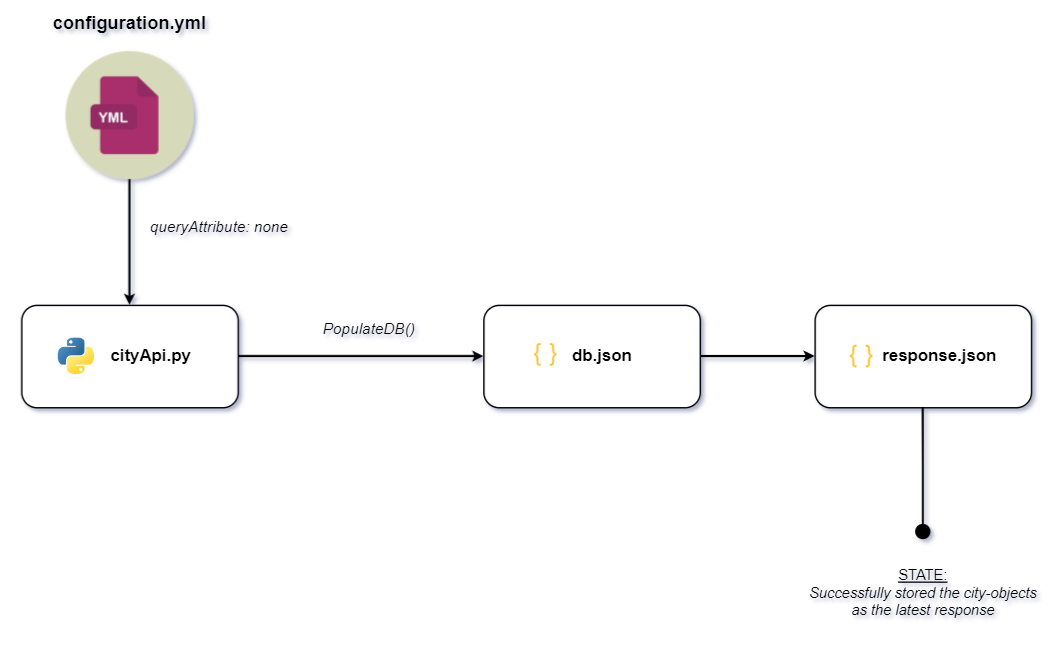 configuration.yml
YML
queryAttribute: none
PopulateDB()
cityApi.py
{ } db.json
{ } response.json
STATE:
Successfully stored the city-objects
as the latest response